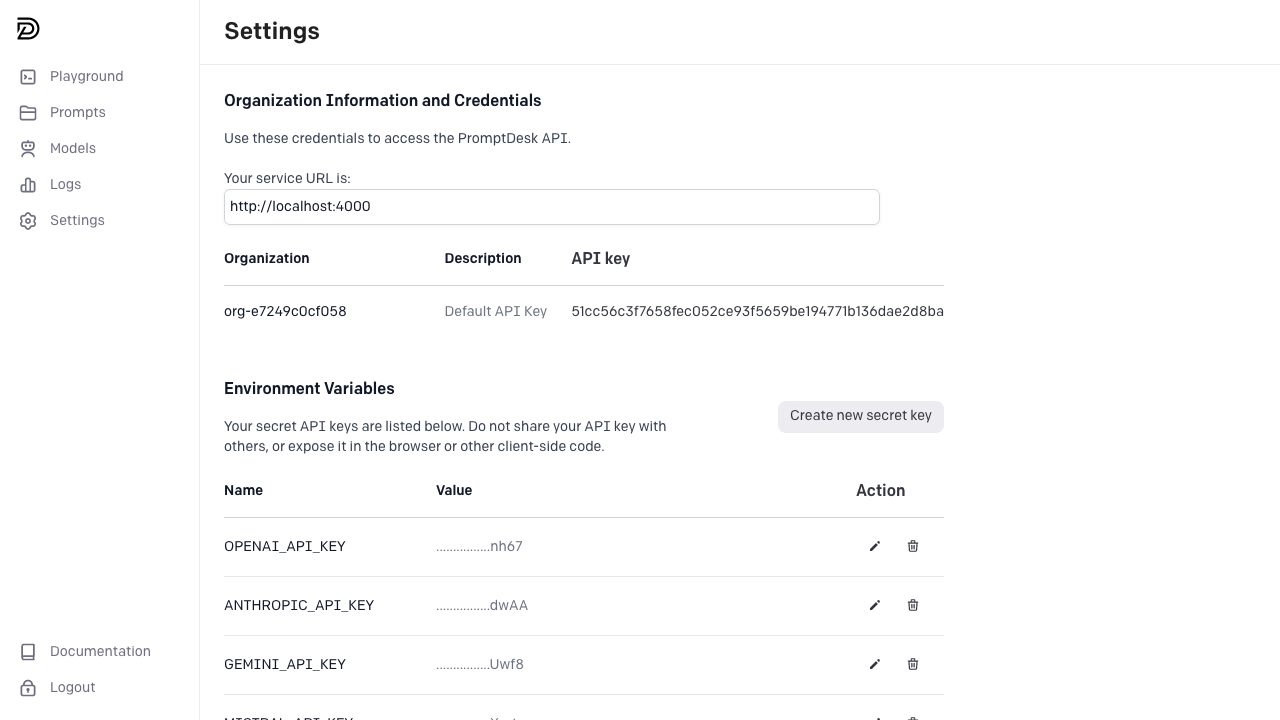 Settings
Playground
Prompts
Models
Logs
Settings
Documentation
Logout
Organization Information and Credentials
Use these credentials to access the PromptDesk API.
Your service URL is:
http://localhost:4000
Organization Description API key
org-e7249c0cf058 Default API Key 51cc56c3f7658fec052ce93f5659be194771b136dae2d8ba
Environment Variables
Your secret API keys are listed below. Do not share your API key with
others, or expose it in the browser or other client-side code.
Create new secret key
Name Value Action
OPENAI_API_KEY ................nh67
ANTHROPIC_API_KEY ................dwAA
GEMINI_API_KEY ................Uwf8
MISTRAL_API_KEY